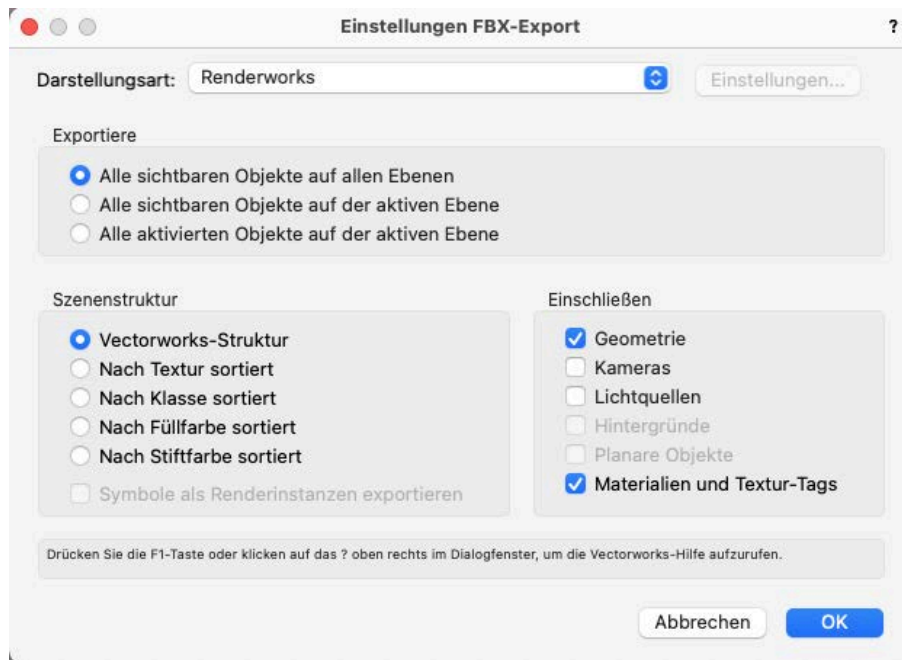 Einstellungen FBX-Export
?
Darstellungsart: Renderworks Einstellungen...
Exportiere
Alle sichtbaren Objekte auf allen Ebenen
Alle sichtbaren Objekte auf der aktiven Ebene
Alle aktivierten Objekte auf der aktiven Ebene
Szenenstruktur
Vectorworks-Struktur
Nach Textur sortiert
Nach Klasse sortiert
Nach Füllfarbe sortiert
Nach Stiftfarbe sortiert
Symbole als Renderinstanzen exportieren
Einschließen
Geometrie
Kameras
Lichtquellen
Hintergründe
Planare Objekte
Materialien und Textur-Tags
Drücken Sie die F1-Taste oder klicken auf das ? oben rechts im Dialogfenster, um die Vectorworks-Hilfe aufzurufen.
Abbrechen OK